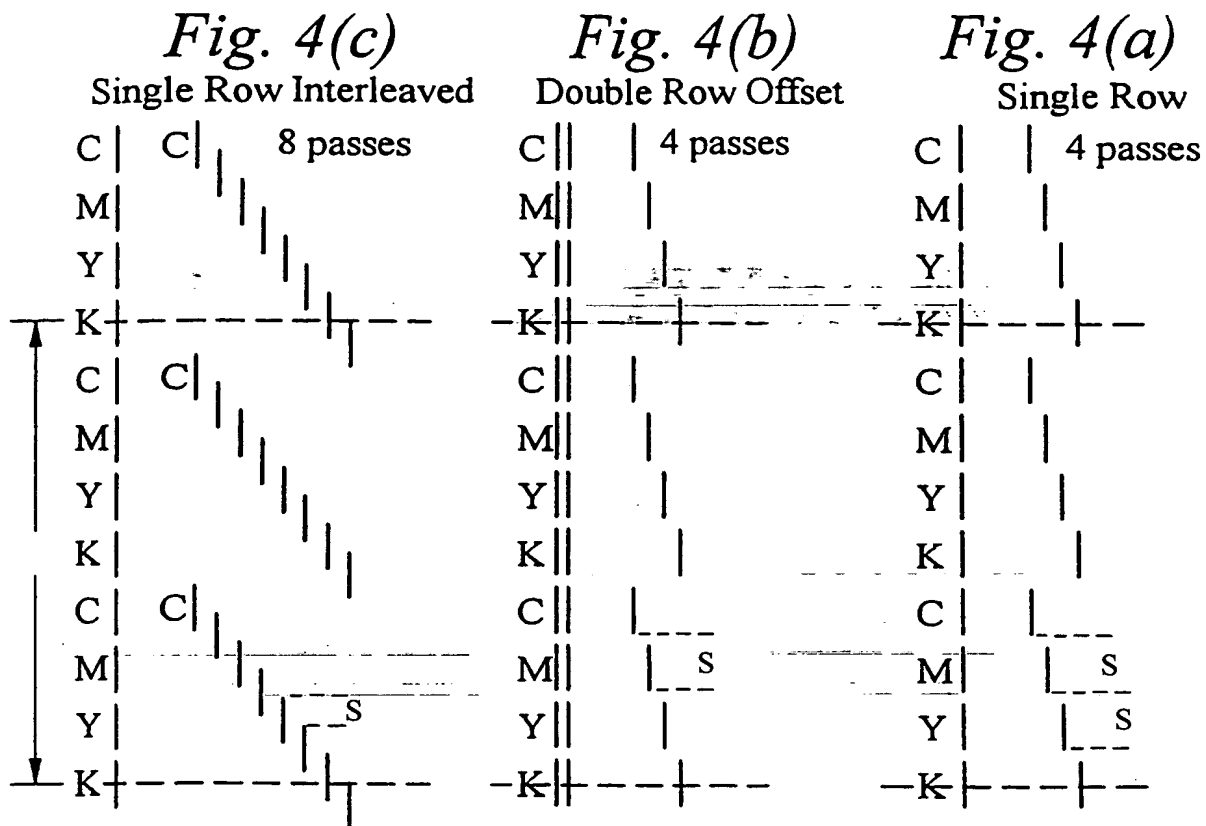 Fig. 4(c) Fig. 4(b) Fig. 4(a)
Single Row Interleaved Double Row Offset Single Row
C C 8 passes C 4 passes C 4 passes
M M M
Y Y Y
K K K
C C C C
M M M
Y Y Y
K K K
C C C C
M M S M S
Y S Y Y S
K K K